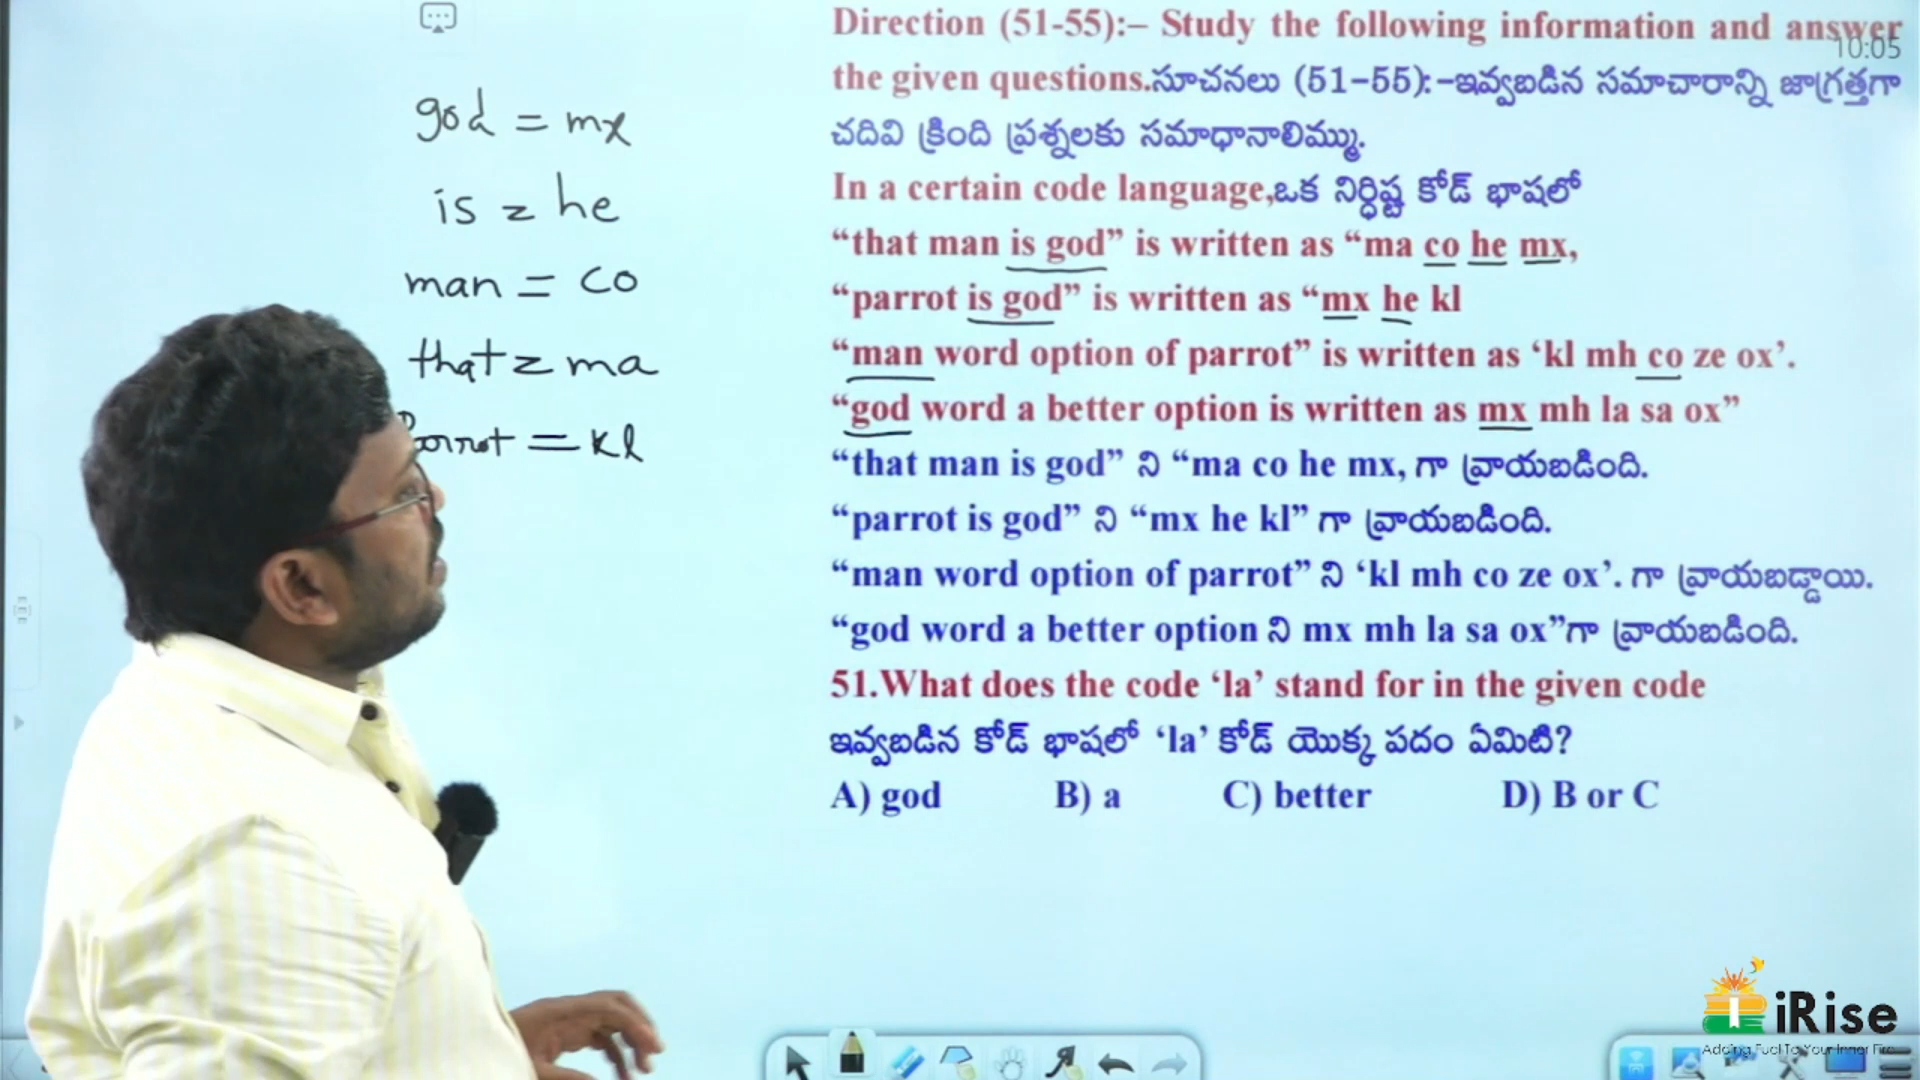 god = mx
is = he
man = co
that = ma
Parrot = kl
Direction (51-55):– Study the following information and answer
10:05
the given questions.సూచనలు (51–55):–ఇవ్వబడిన సమాచారాన్ని జాగ్రత్తగా
చదివి క్రింది ప్రశ్నలకు సమాధానాలిమ్ము.
In a certain code language,ఒక నిర్ధిష్ట కోడ్ భాషలో
“that man is god” is written as “ma co he mx,
“parrot is god” is written as “mx he kl
“man word option of parrot” is written as ‘kl mh co ze ox’.
“god word a better option is written as mx mh la sa ox”
“that man is god” ని “ma co he mx, గా వ్రాయబడింది.
“parrot is god” ని “mx he kl” గా వ్రాయబడింది.
“man word option of parrot” ని ‘kl mh co ze ox’. గా వ్రాయబడ్డాయి.
“god word a better option ని mx mh la sa ox”గా వ్రాయబడింది.
51.What does the code ‘la’ stand for in the given code
ఇవ్వబడిన కోడ్ భాషలో ‘la’ కోడ్ యొక్క పదం ఏమిటి?
A) god B) a C) better D) B or C
iRise
Adding Fuel To Your Inner Fire